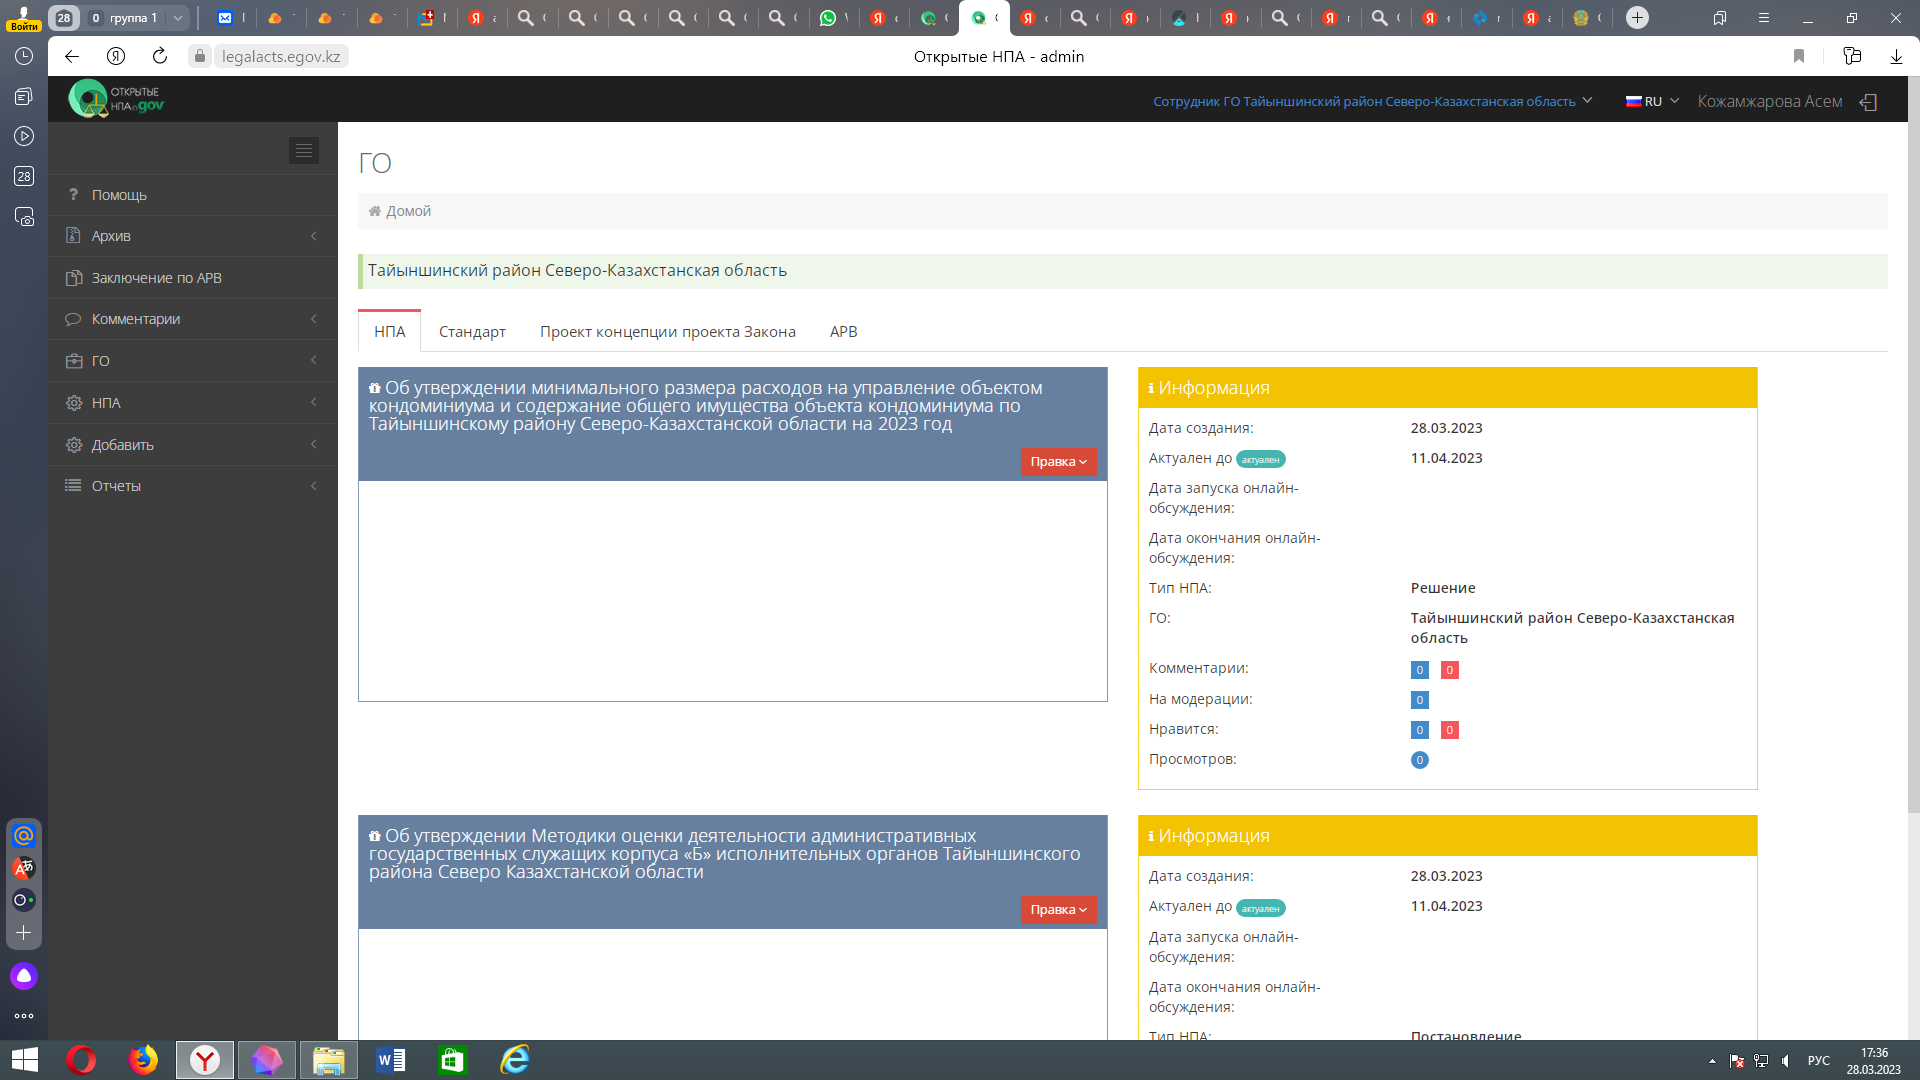 Войти
28
0 группа 1
legalacts.egov.kz
Открытые НПА - admin
ОТКРЫТЫЕ
НПА gov
Сотрудник ГО Тайыншинский район Северо-Казахстанская область
RU
Кожамжарова Асем
28
Помощь
Архив
Заключение по АРВ
Комментарии
ГО
НПА
Добавить
Отчеты
ГО
Домой
Тайыншинский район Северо-Казахстанская область
НПА
Стандарт
Проект концепции проекта Закона
АРВ
Об утверждении минимального размера расходов на управление объектом
кондоминиума и содержание общего имущества объекта кондоминиума по
Тайыншинскому району Северо-Казахстанской области на 2023 год
Правка
Информация
Дата создания: 28.03.2023
Актуален до актуален 11.04.2023
Дата запуска онлайн-
обсуждения:
Дата окончания онлайн-
обсуждения:
Тип НПА: Решение
ГО: Тайыншинский район Северо-Казахстанская
область
Комментарии: 0 0
На модерации: 0
Нравится: 0 0
Просмотров: 0
Об утверждении Методики оценки деятельности административных
государственных служащих корпуса «Б» исполнительных органов Тайыншинского
района Северо Казахстанской области
Правка
Информация
Дата создания: 28.03.2023
Актуален до актуален 11.04.2023
Дата запуска онлайн-
обсуждения:
Дата окончания онлайн-
обсуждения:
Тип НПА: Постановление
РУС
17:36
28.03.2023